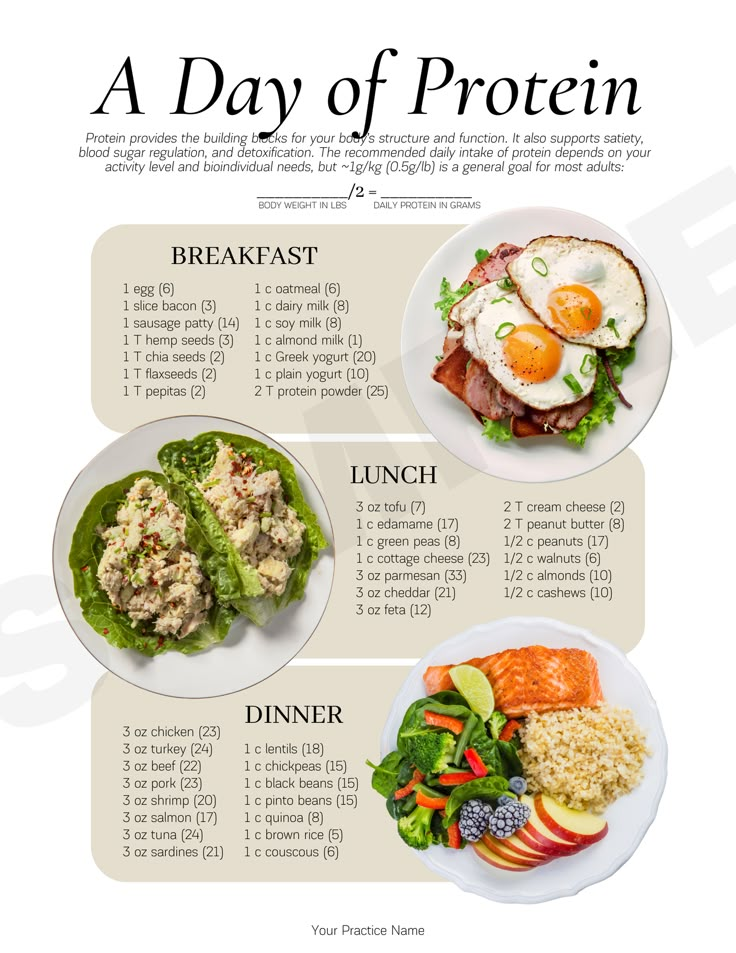 A Day of Protein
Protein provides the building blocks for your body's structure and function. It also supports satiety,
blood sugar regulation, and detoxification. The recommended daily intake of protein depends on your
activity level and bioindividual needs, but ~1g/kg (0.5g/lb) is a general goal for most adults:
____________/2 = ____________
BODY WEIGHT IN LBS DAILY PROTEIN IN GRAMS
BREAKFAST
1 egg (6)
1 slice bacon (3)
1 sausage patty (14)
1 T hemp seeds (3)
1 T chia seeds (2)
1 T flaxseeds (2)
1 T pepitas (2)
1 c oatmeal (6)
1 c dairy milk (8)
1 c soy milk (8)
1 c almond milk (1)
1 c Greek yogurt (20)
1 c plain yogurt (10)
2 T protein powder (25)
LUNCH
3 oz tofu (7)
1 c edamame (17)
1 c green peas (8)
1 c cottage cheese (23)
3 oz parmesan (33)
3 oz cheddar (21)
3 oz feta (12)
2 T cream cheese (2)
2 T peanut butter (8)
1/2 c peanuts (17)
1/2 c walnuts (6)
1/2 c almonds (10)
1/2 c cashews (10)
DINNER
3 oz chicken (23)
3 oz turkey (24)
3 oz beef (22)
3 oz pork (23)
3 oz shrimp (20)
3 oz salmon (17)
3 oz tuna (24)
3 oz sardines (21)
1 c lentils (18)
1 c chickpeas (15)
1 c black beans (15)
1 c pinto beans (15)
1 c quinoa (8)
1 c brown rice (5)
1 c couscous (6)
Your Practice Name
SAMPLE